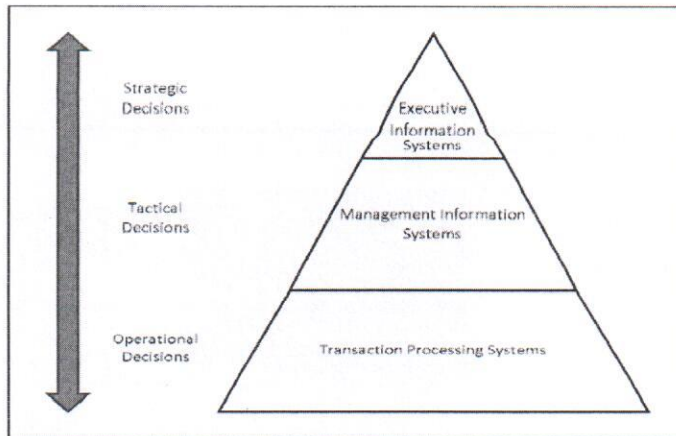 Strategic
Decisions
Executive
Information
Systems
Tactical
Decisions
Management Information
Systems
Operational
Decisions
Transaction Processing Systems